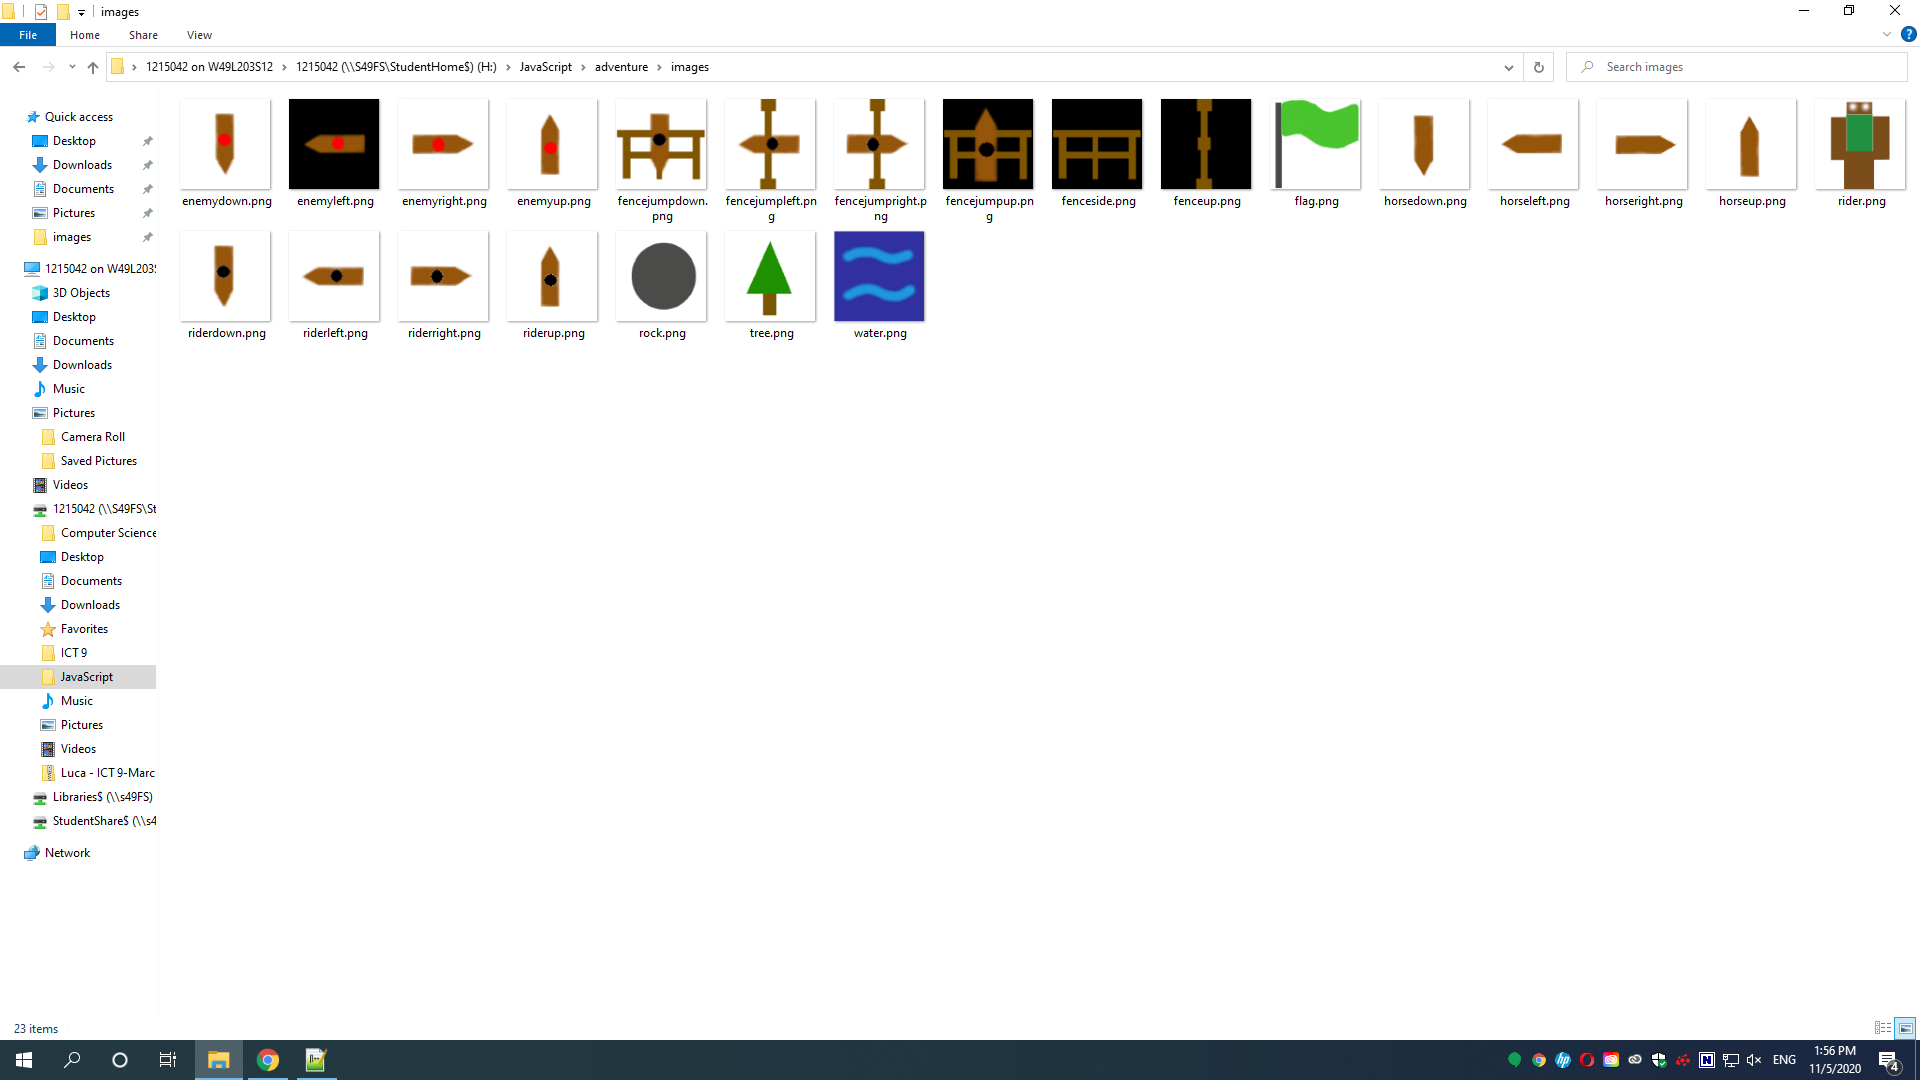 images
File
Home
Share
View
1215042 on W49L203S12
1215042 (\\S49FS\StudentHome$) (H:)
JavaScript
adventure
images
Search images
Quick access
Desktop
Downloads
Documents
Pictures
images
1215042 on W49L203S
3D Objects
Desktop
Documents
Downloads
Music
Pictures
Camera Roll
Saved Pictures
Videos
1215042 (\\S49FS\St
Computer Science
Desktop
Documents
Downloads
Favorites
ICT 9
JavaScript
Music
Pictures
Videos
Luca - ICT 9-Marc
Libraries$ (\\s49FS)
StudentShare$ (\\s4
Network
enemydown.png
enemyleft.png
enemyright.png
enemyup.png
fencejumpdown.
png
fencejumpleft.pn
g
fencejumpright.p
ng
fencejumpup.pn
g
fenceside.png
fenceup.png
flag.png
horsedown.png
horseleft.png
horseright.png
horseup.png
rider.png
riderdown.png
riderleft.png
riderright.png
riderup.png
rock.png
tree.png
water.png
23 items
ENG
1:56 PM
11/5/2020
4